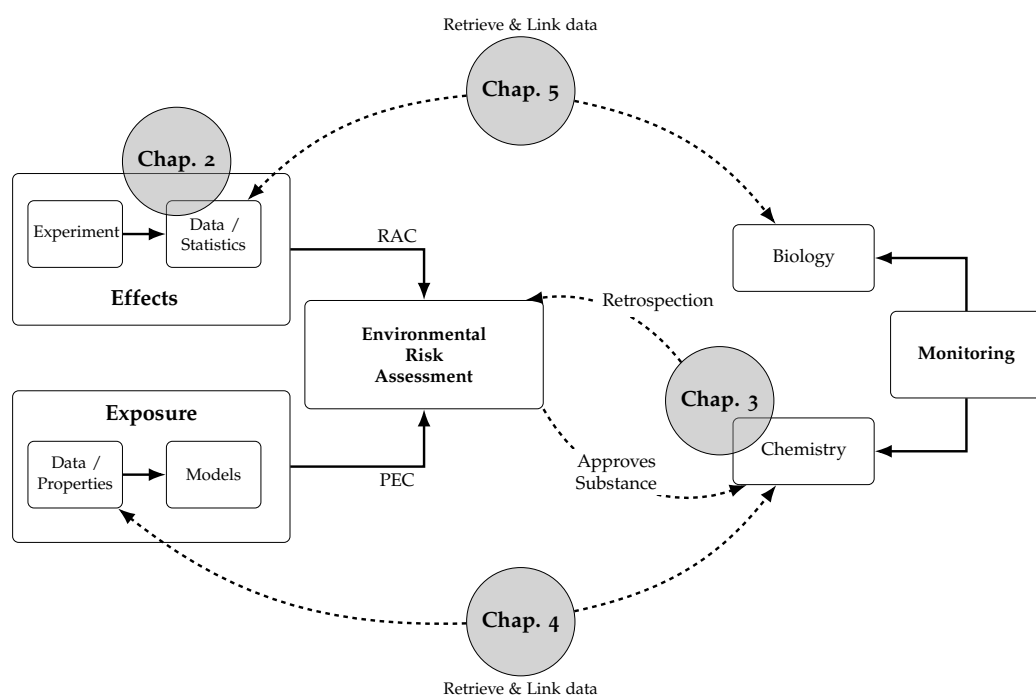 Retrieve & Link data
Chap. 5
Chap. 2
Experiment
Data /
Statistics
Effects
RAC
Biology
Retrospection
Environmental
Risk
Assessment
Monitoring
Chap. 3
Exposure
Data /
Properties
Models
PEC
Approves
Substance
Chemistry
Chap. 4
Retrieve & Link data